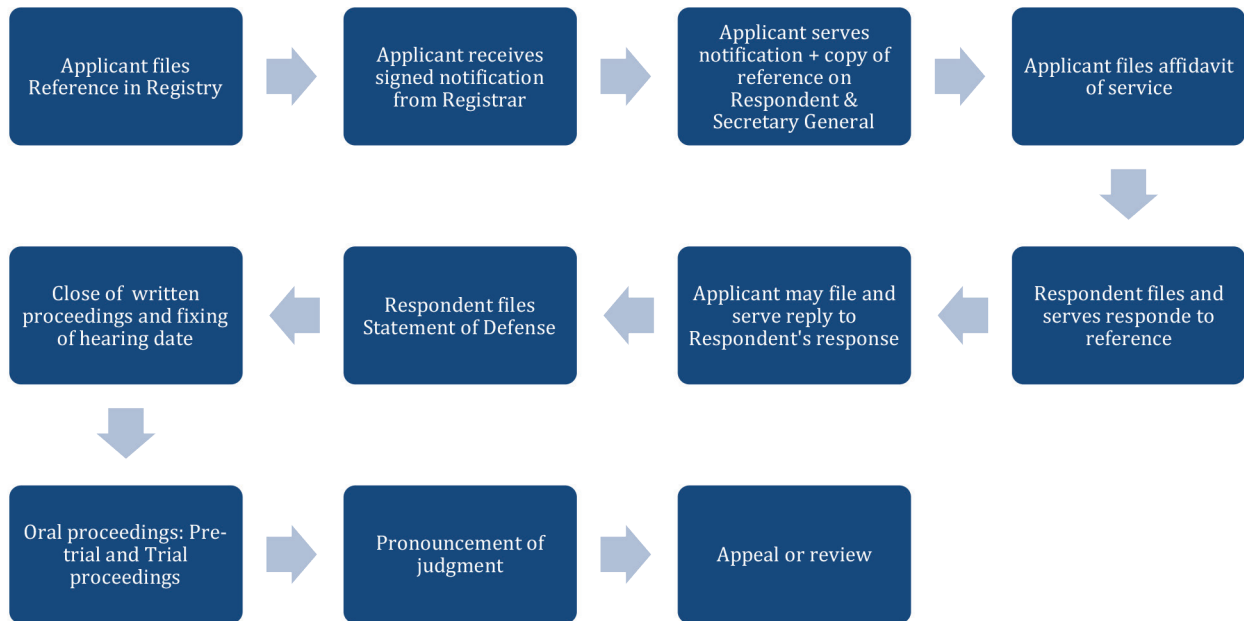 Applicant files
Reference in Registry
Applicant receives
signed notification
from Registrar
Applicant serves
notification + copy of
reference on
Respondent &
Secretary General
Applicant files affidavit
of service
Respondent files and
serves responde to
reference
Applicant may file and
serve reply to
Respondent's response
Respondent files
Statement of Defense
Close of written
proceedings and fixing
of hearing date
Oral proceedings: Pre-
trial and Trial
proceedings
Pronouncement of
judgment
Appeal or review